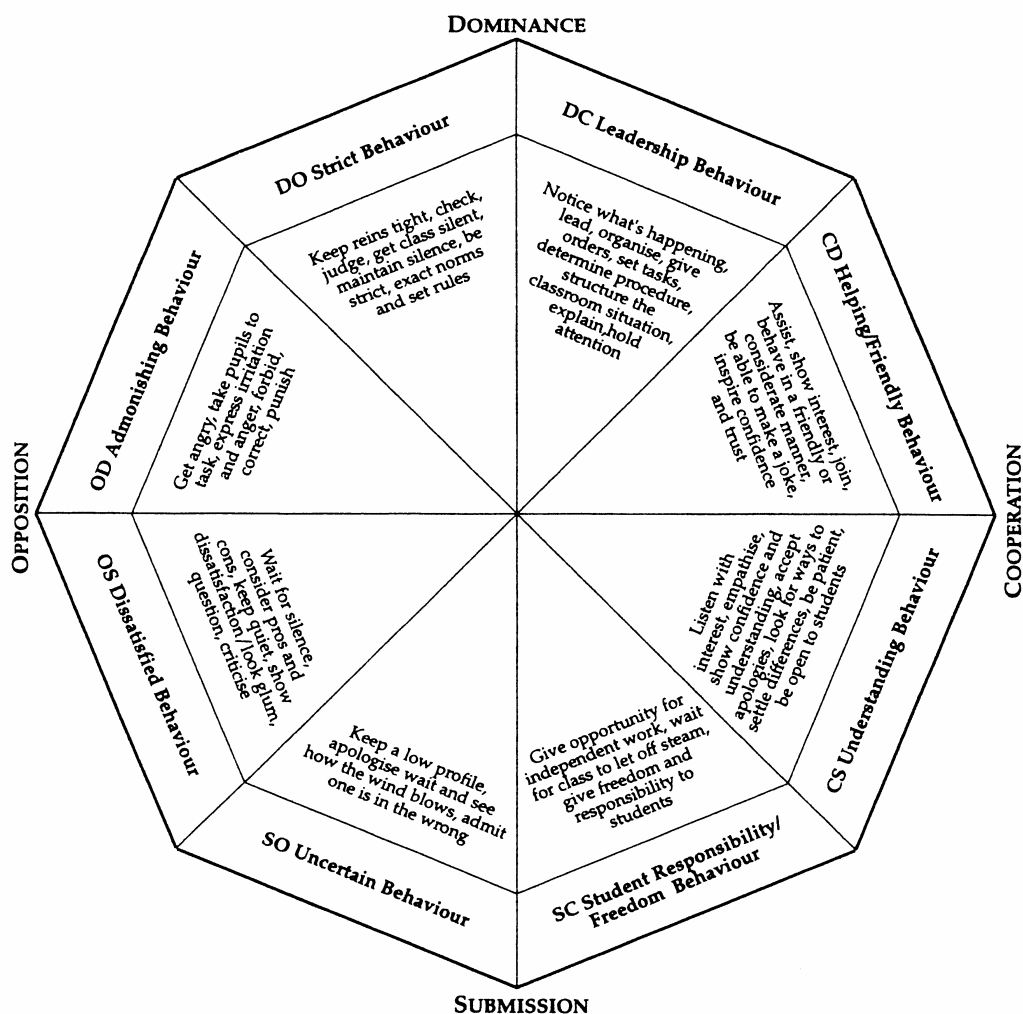 DOMINANCE
DC Leadership Behaviour
Notice what's happening,
lead, organise, give
orders, set tasks,
determine procedure,
structure the
classroom situation,
explain,hold
attention
CD Helping/Friendly Behaviour
Assist, show interest, join,
behave in a friendly or
considerate manner,
be able to make a joke,
inspire confidence
and trust
COOPERATION
CS Understanding Behaviour
Listen with
interest, empathise,
show confidence and
understanding, accept
apologies, look for ways to
settle differences, be patient,
be open to students
SC Student Responsibility/
Freedom Behaviour
Give opportunity for
independent work, wait
for class to let off steam,
give freedom and
responsibility to
students
SUBMISSION
SO Uncertain Behaviour
Keep a low profile,
apologise wait and see
how the wind blows, admit
one is in the wrong
OS Dissatisfied Behaviour
Wait for silence,
consider pros and
cons, keep quiet, show
dissatisfaction/look glum,
question, criticise
OPPOSITION
OD Admonishing Behaviour
Get angry, take pupils to
task, express irritation
and anger, forbid,
correct, punish
DO Strict Behaviour
Keep reins tight, check,
judge, get class silent,
maintain silence, be
strict, exact norms
and set rules